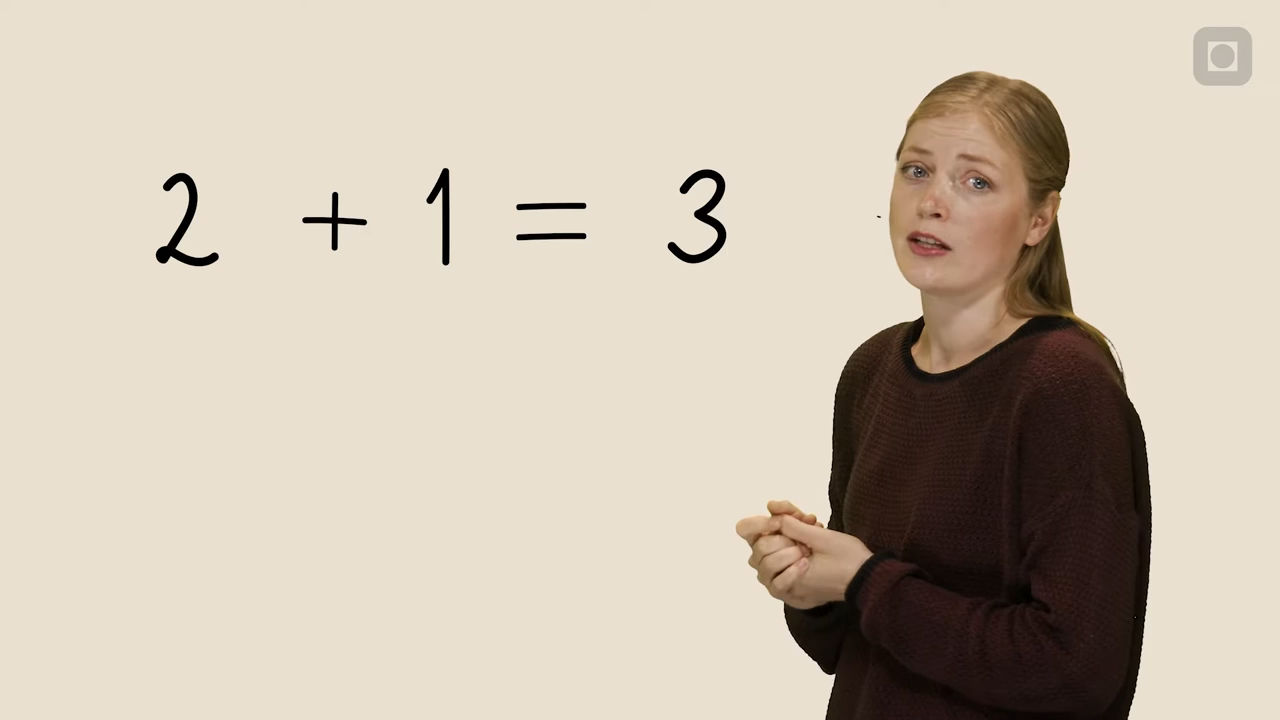 2 + 1 = 3